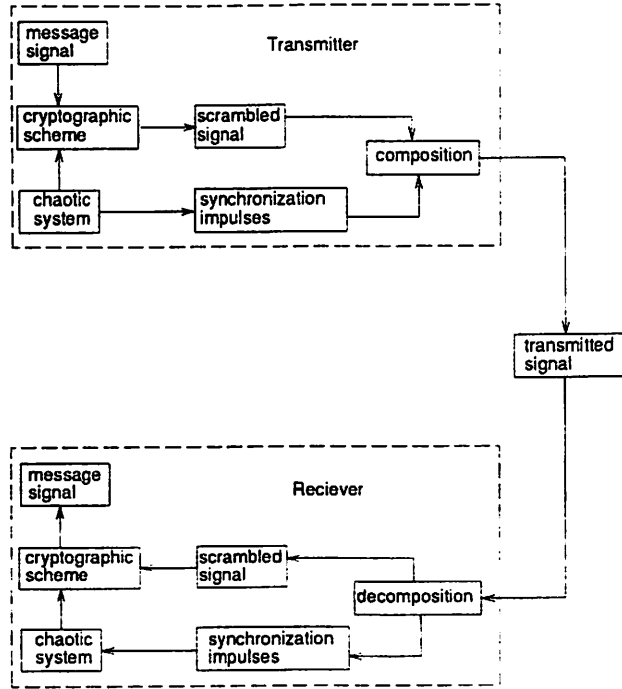 message
signal
Transmitter
cryptographic
scheme
scrambled
signal
composition
chaotic
system
synchronization
impulses
transmitted
signal
message
signal
Reciever
cryptographic
scheme
scrambled
signal
decomposition
chaotic
system
synchronization
impulses